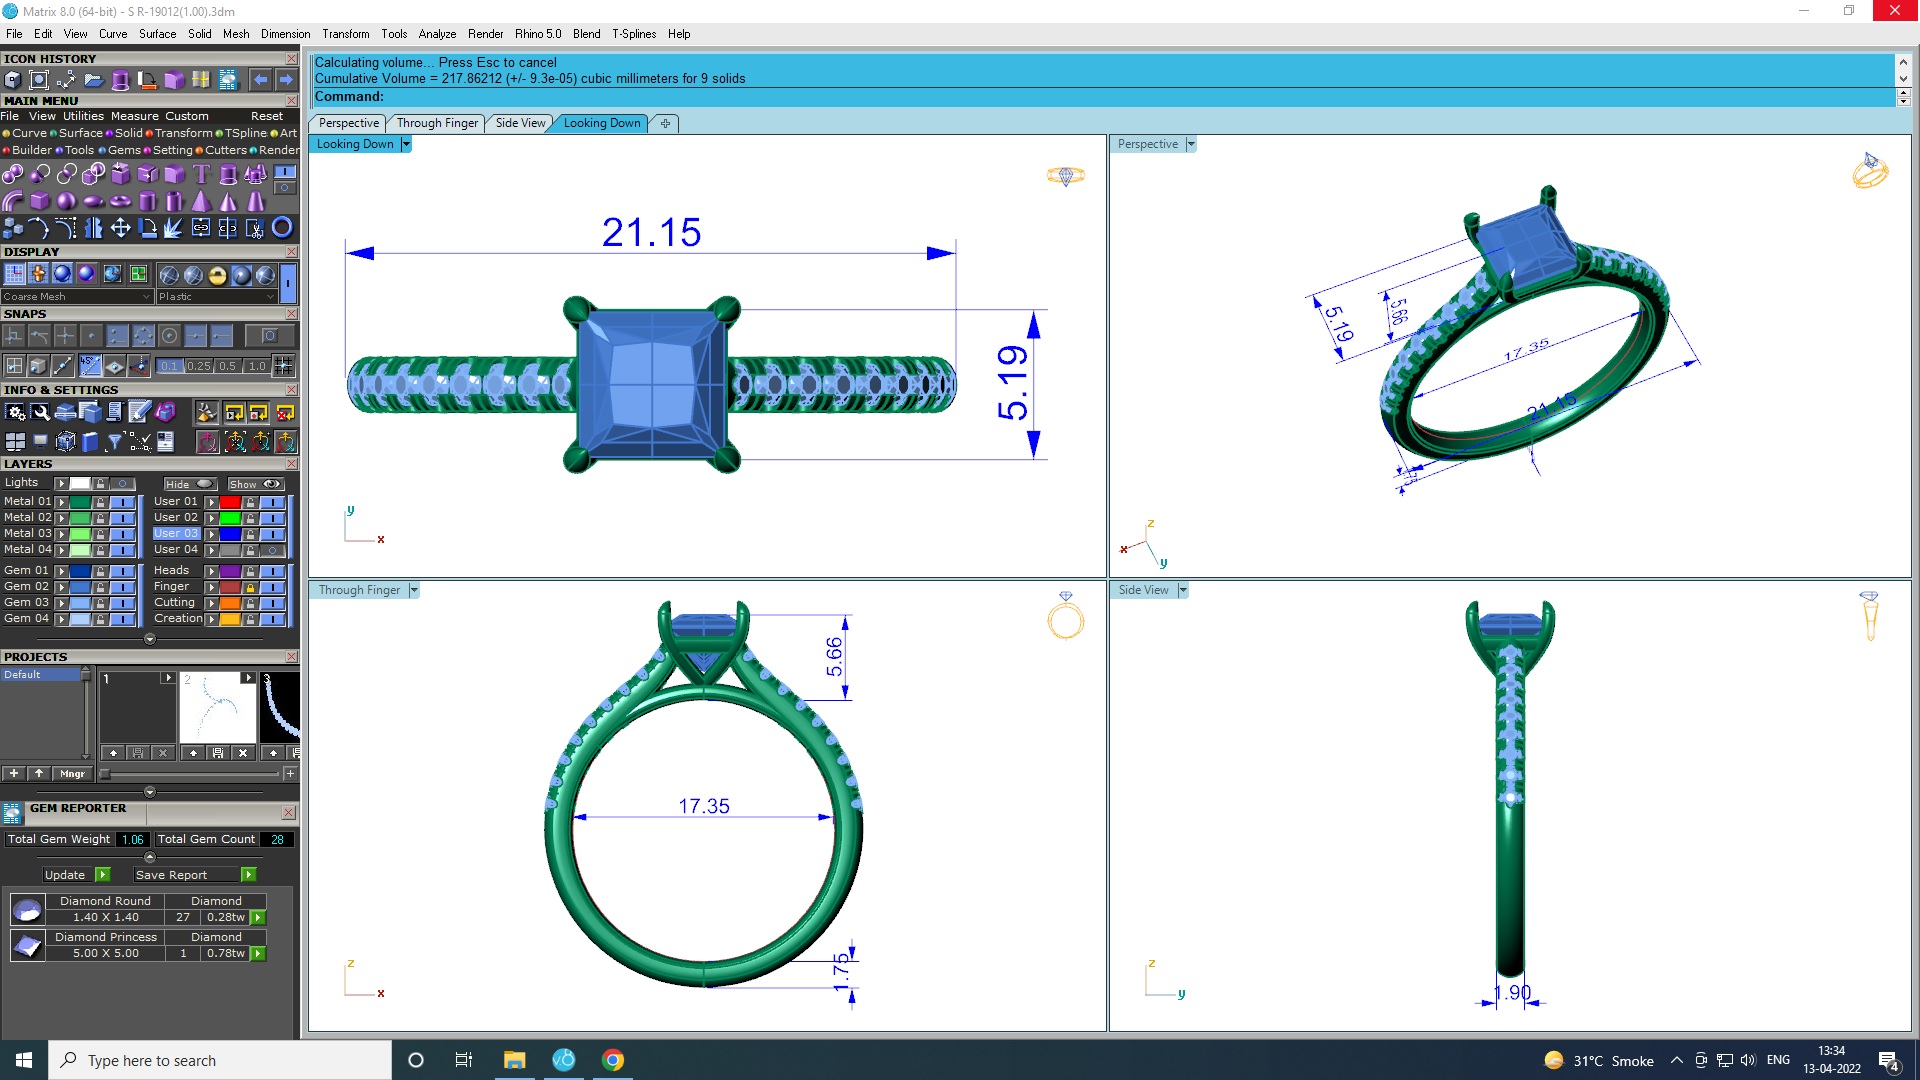 Matrix 8.0 (64-bit) - S R-19012(1.00).3dm
File Edit View Curve Surface Solid Mesh Dimension Transform Tools Analyze Render Rhino 5.0 Blend T-Splines Help
ICON HISTORY
MAIN MENU
File View Utilities Measure Custom Reset
Curve Surface Solid Transform TSpline Art
Builder Tools Gems Setting Cutters Render
DISPLAY
Coarse Mesh Plastic
SNAPS
45°
0.1 0.25 0.5 1.0
INFO & SETTINGS
LAYERS
Lights Hide Show
Metal 01 User 01
Metal 02 User 02
Metal 03 User 03
Metal 04 User 04
Gem 01 Heads
Gem 02 Finger
Gem 03 Cutting
Gem 04 Creation
PROJECTS
Default
1 2 3
Mngr
GEM REPORTER
Total Gem Weight 1.06 Total Gem Count 28
Update Save Report
Diamond Round Diamond
1.40 X 1.40 27 0.28tw
Diamond Princess Diamond
5.00 X 5.00 1 0.78tw
Calculating volume... Press Esc to cancel
Cumulative Volume = 217.86212 (+/- 9.3e-05) cubic millimeters for 9 solids
Command:
Perspective Through Finger Side View Looking Down
Looking Down
21.15
5.19
y
x
Perspective
5.19
5.66
17.35
21.15
z
x
y
Through Finger
5.66
17.35
1.75
z
x
Side View
1.90
z
y
Type here to search
31°C Smoke
ENG
13:34
13-04-2022
4